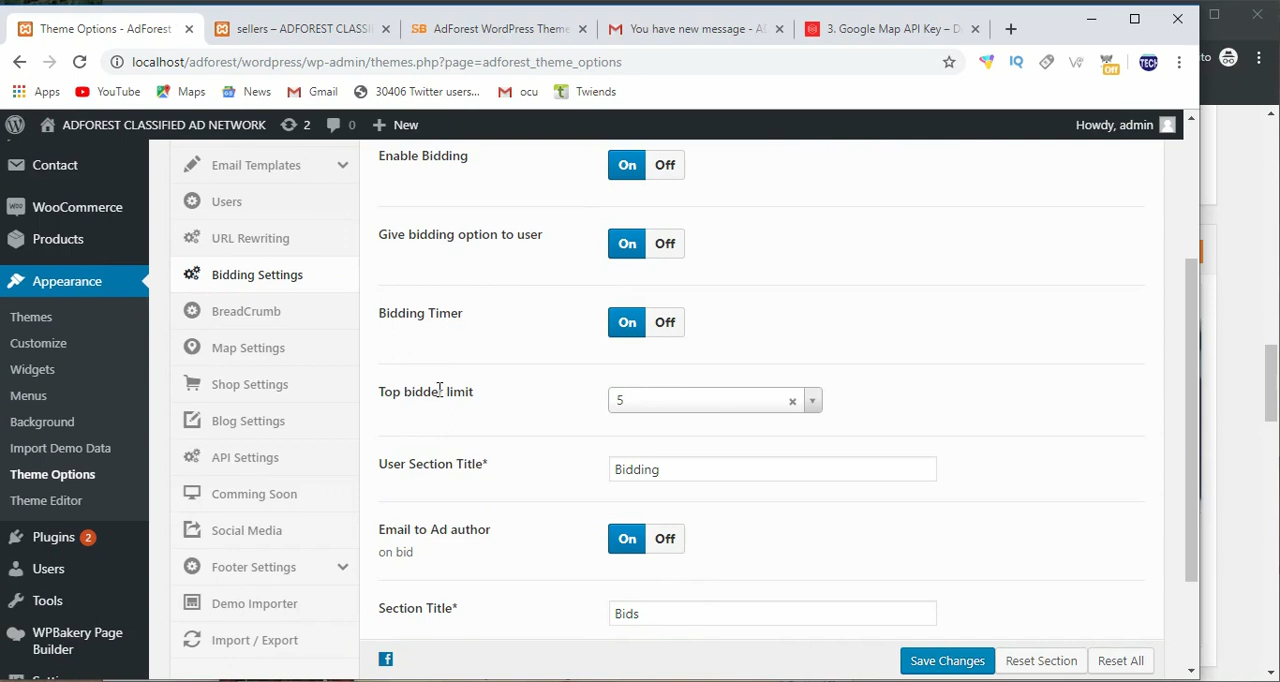 Theme Options - AdForest
sellers – ADFOREST CLASSIFI
AdForest WordPress Theme
You have new message - A
3. Google Map API Key – D
localhost/adforest/wordpress/wp-admin/themes.php?page=adforest_theme_options
Apps
YouTube
Maps
News
Gmail
30406 Twitter users...
ocu
Twiends
ADFOREST CLASSIFIED AD NETWORK
2
0
New
Howdy, admin
Contact
WooCommerce
Products
Appearance
Themes
Customize
Widgets
Menus
Background
Import Demo Data
Theme Options
Theme Editor
Plugins 2
Users
Tools
WPBakery Page
Builder
Email Templates
Users
URL Rewriting
Bidding Settings
BreadCrumb
Map Settings
Shop Settings
Blog Settings
API Settings
Comming Soon
Social Media
Footer Settings
Demo Importer
Import / Export
Enable Bidding
On Off
Give bidding option to user
On Off
Bidding Timer
On Off
Top bidder limit
5
User Section Title*
Bidding
Email to Ad author
on bid
On Off
Section Title*
Bids
Save Changes
Reset Section
Reset All